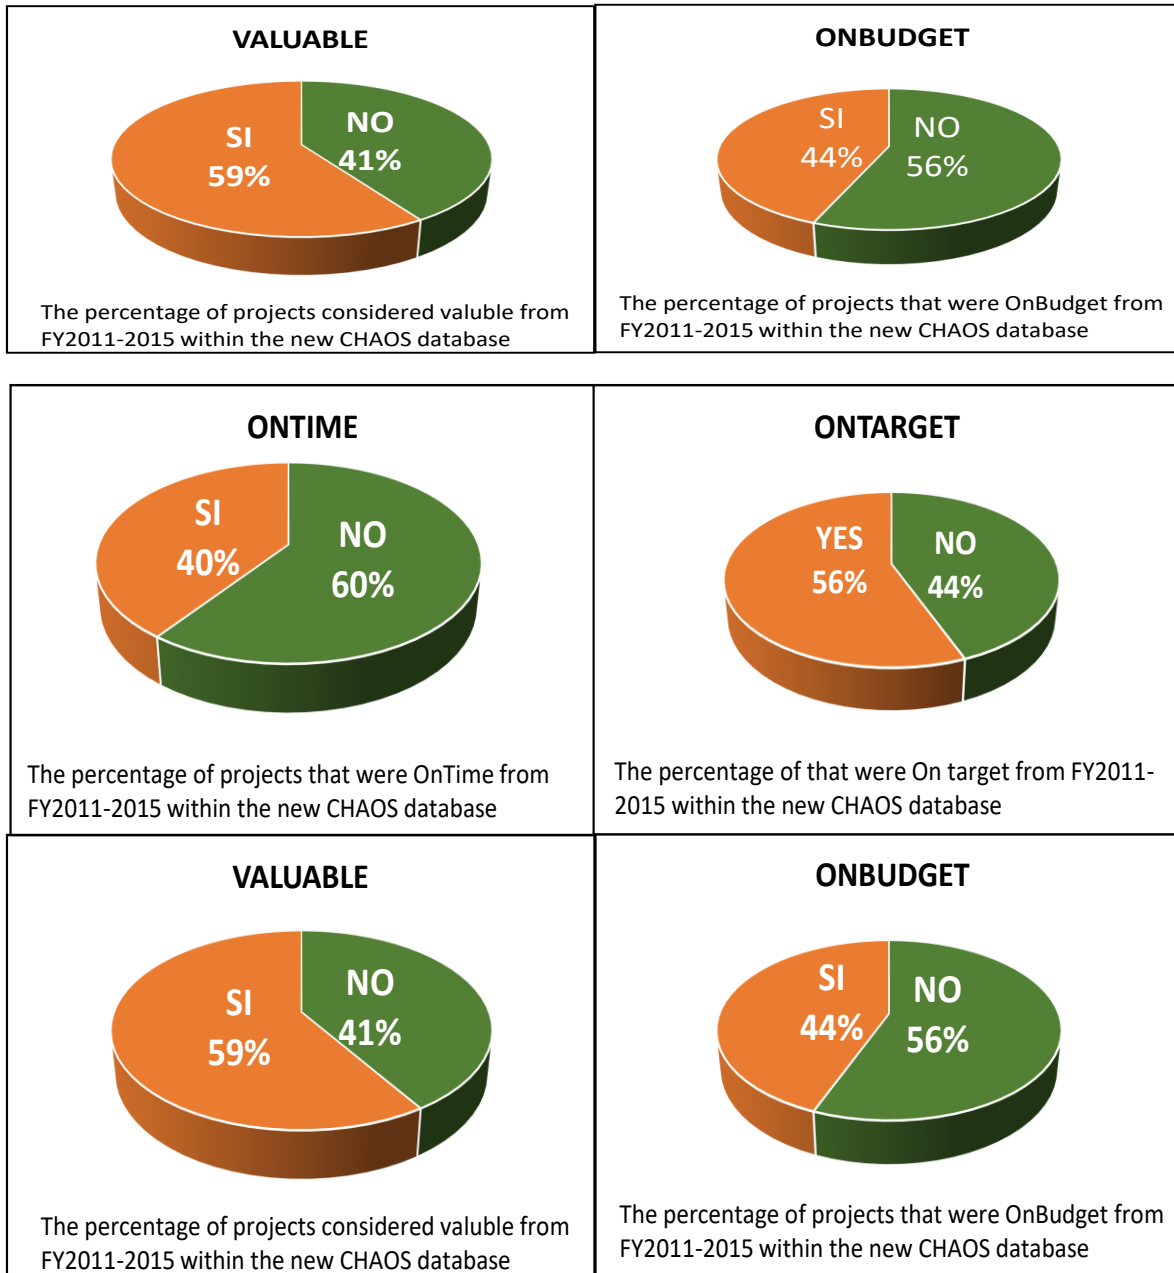 VALUABLE
SI
59%
NO
41%
The percentage of projects considered valuble from
FY2011-2015 within the new CHAOS database
ONBUDGET
SI
44%
NO
56%
The percentage of projects that were OnBudget from
FY2011-2015 within the new CHAOS database
ONTIME
SI
40%
NO
60%
The percentage of projects that were OnTime from
FY2011-2015 within the new CHAOS database
ONTARGET
YES
56%
NO
44%
The percentage of that were On target from FY2011-
2015 within the new CHAOS database
VALUABLE
SI
59%
NO
41%
The percentage of projects considered valuble from
FY2011-2015 within the new CHAOS database
ONBUDGET
SI
44%
NO
56%
The percentage of projects that were OnBudget from
FY2011-2015 within the new CHAOS database